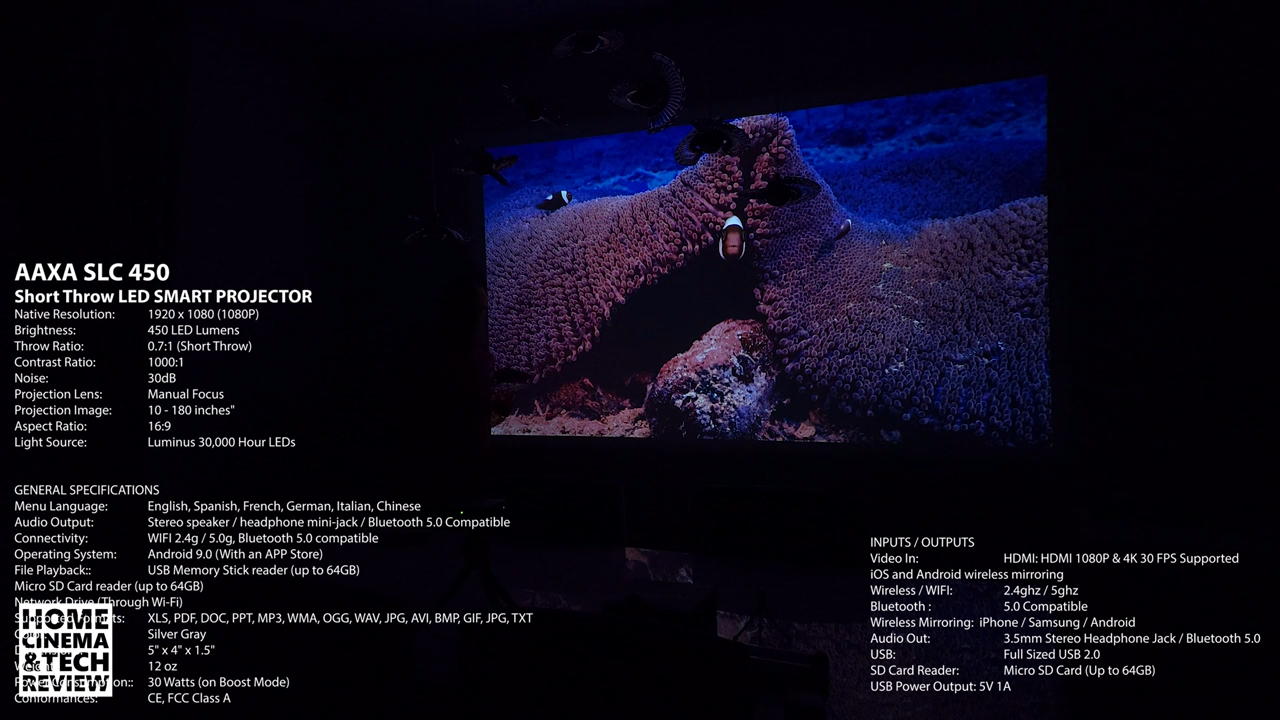 AAXA SLC 450
Short Throw LED SMART PROJECTOR
Native Resolution: 1920 x 1080 (1080P)
Brightness: 450 LED Lumens
Throw Ratio: 0.7:1 (Short Throw)
Contrast Ratio: 1000:1
Noise: 30dB
Projection Lens: Manual Focus
Projection Image: 10 - 180 inches"
Aspect Ratio: 16:9
Light Source: Luminus 30,000 Hour LEDs
GENERAL SPECIFICATIONS
Menu Language: English, Spanish, French, German, Italian, Chinese
Audio Output: Stereo speaker / headphone mini-jack / Bluetooth 5.0 Compatible
Connectivity: WIFI 2.4g / 5.0g, Bluetooth 5.0 compatible
Operating System: Android 9.0 (With an APP Store)
File Playback:: USB Memory Stick reader (up to 64GB)
Micro SD Card reader (up to 64GB)
Network Drive (Through Wi-Fi)
Supported Formats: XLS, PDF, DOC, PPT, MP3, WMA, OGG, WAV, JPG, AVI, BMP, GIF, JPG, TXT
Silver Gray
5" x 4" x 1.5"
12 oz
Power Consumption:: 30 Watts (on Boost Mode)
Conformances: CE, FCC Class A
HOME
CINEMA
& TECH
REVIEW
INPUTS / OUTPUTS
Video In: HDMI: HDMI 1080P & 4K 30 FPS Supported
iOS and Android wireless mirroring
Wireless / WIFI: 2.4ghz / 5ghz
Bluetooth : 5.0 Compatible
Wireless Mirroring: iPhone / Samsung / Android
Audio Out: 3.5mm Stereo Headphone Jack / Bluetooth 5.0
USB: Full Sized USB 2.0
SD Card Reader: Micro SD Card (Up to 64GB)
USB Power Output: 5V 1A